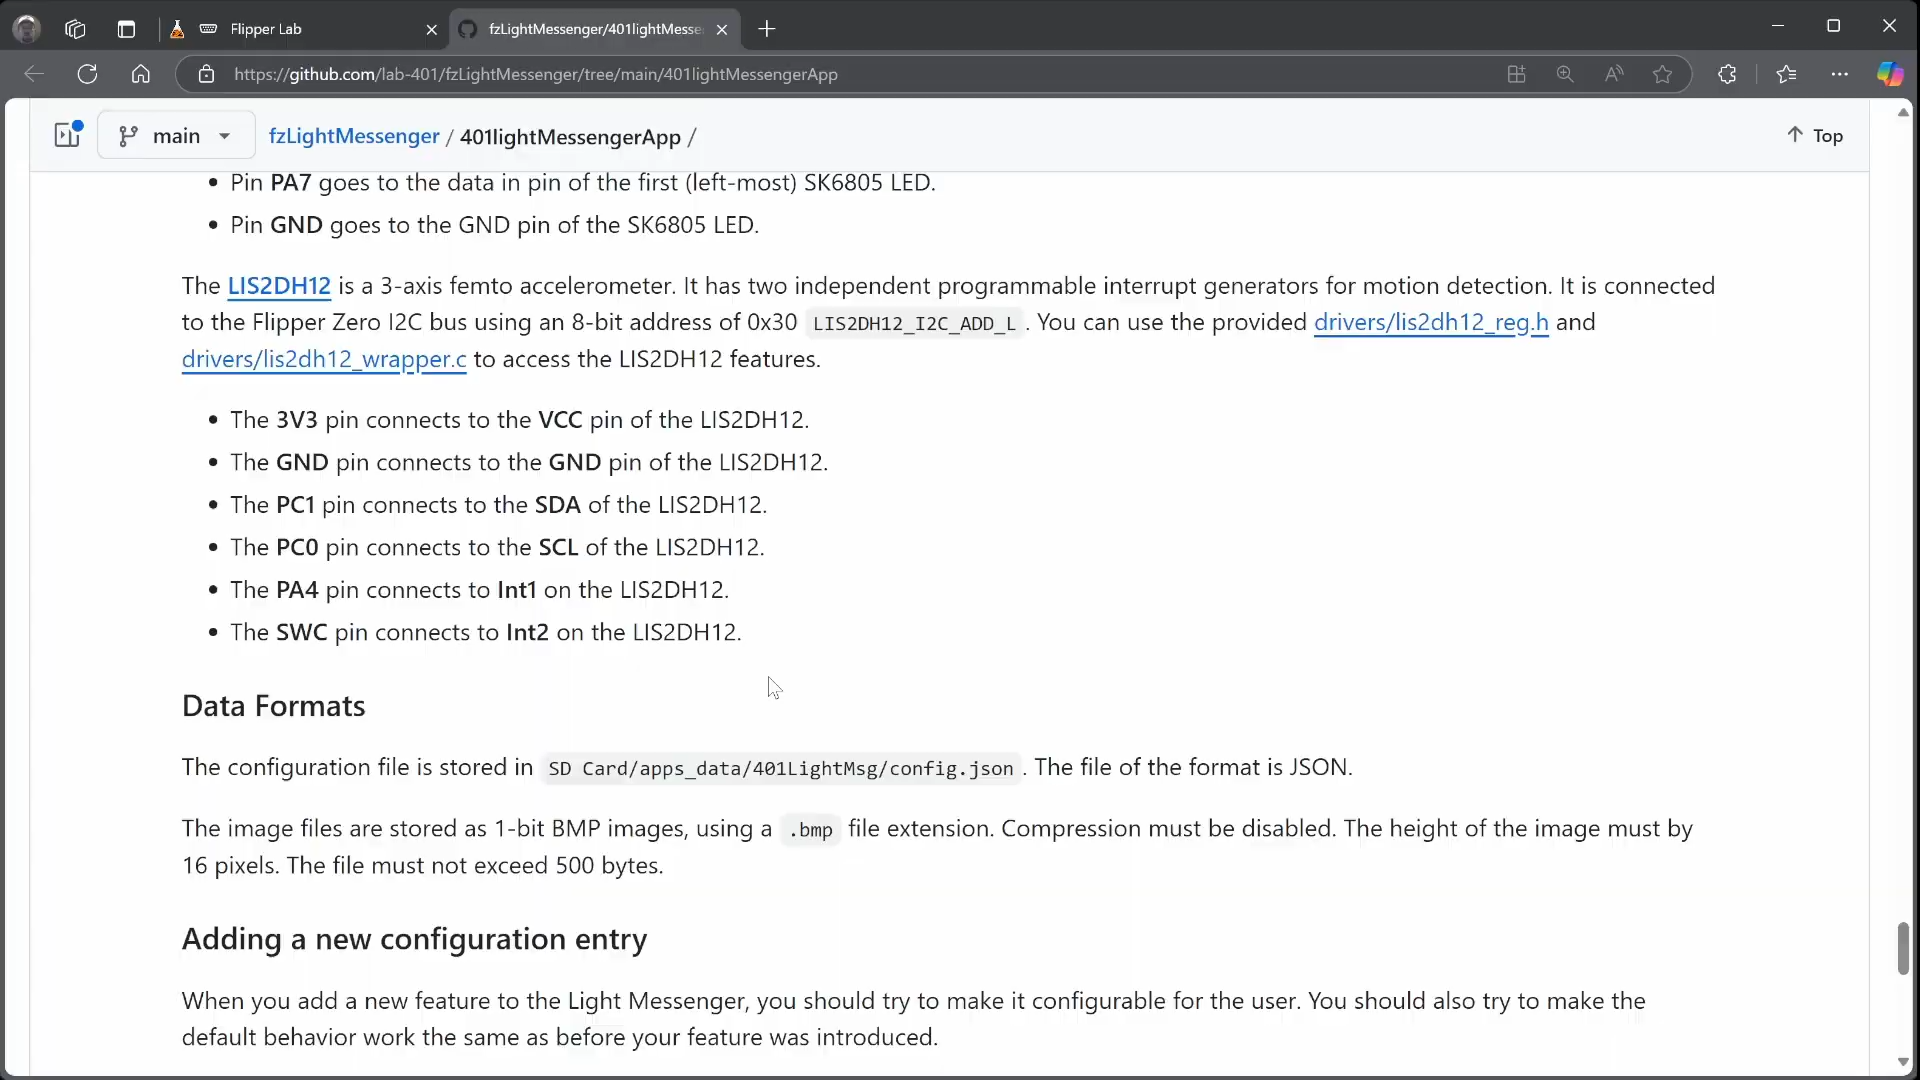 Flipper Lab
fzLightMessenger/401lightMesse
https://github.com/lab-401/fzLightMessenger/tree/main/401lightMessengerApp
main
fzLightMessenger / 401lightMessengerApp /
Top
Pin PA7 goes to the data in pin of the first (left-most) SK6805 LED.
Pin GND goes to the GND pin of the SK6805 LED.
The LIS2DH12 is a 3-axis femto accelerometer. It has two independent programmable interrupt generators for motion detection. It is connected
to the Flipper Zero I2C bus using an 8-bit address of 0x30 LIS2DH12_I2C_ADD_L . You can use the provided drivers/lis2dh12_reg.h and
drivers/lis2dh12_wrapper.c to access the LIS2DH12 features.
The 3V3 pin connects to the VCC pin of the LIS2DH12.
The GND pin connects to the GND pin of the LIS2DH12.
The PC1 pin connects to the SDA of the LIS2DH12.
The PC0 pin connects to the SCL of the LIS2DH12.
The PA4 pin connects to Int1 on the LIS2DH12.
The SWC pin connects to Int2 on the LIS2DH12.
Data Formats
The configuration file is stored in SD Card/apps_data/401LightMsg/config.json . The file of the format is JSON.
The image files are stored as 1-bit BMP images, using a .bmp file extension. Compression must be disabled. The height of the image must by
16 pixels. The file must not exceed 500 bytes.
Adding a new configuration entry
When you add a new feature to the Light Messenger, you should try to make it configurable for the user. You should also try to make the
default behavior work the same as before your feature was introduced.